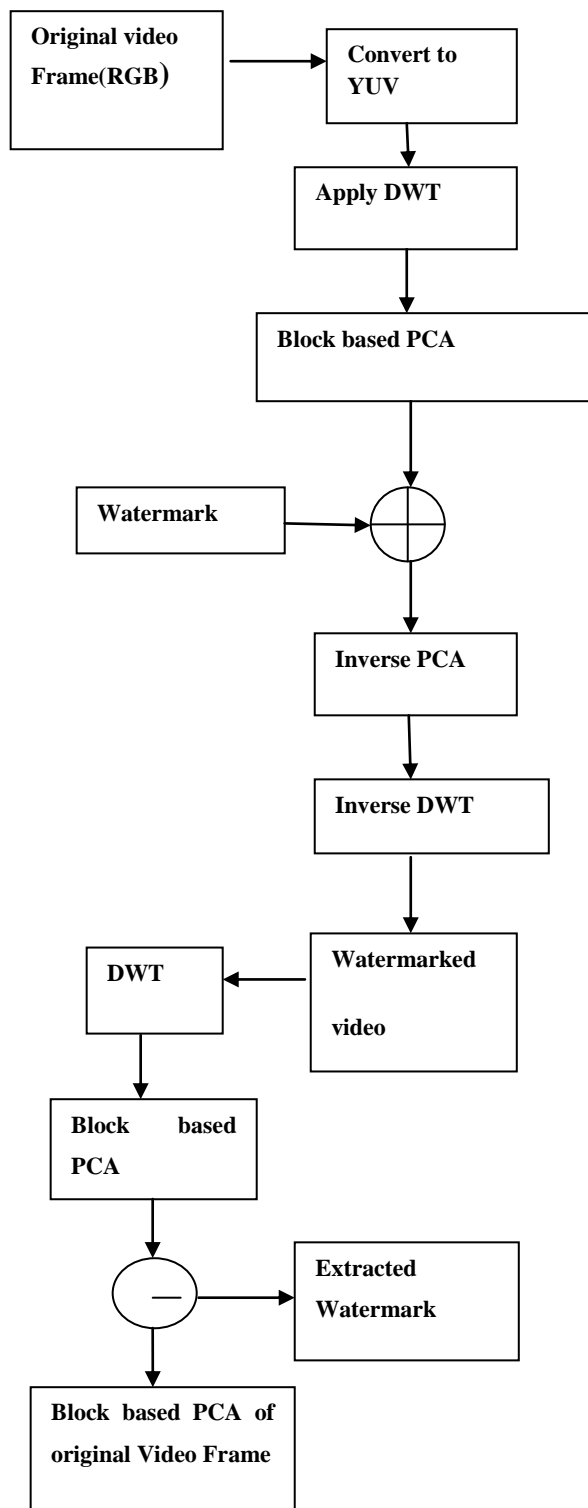 Original video
Frame(RGB)
Convert to
YUV
Apply DWT
Block based PCA
Watermark
Inverse PCA
Inverse DWT
Watermarked
video
DWT
Block based
PCA
Extracted
Watermark
Block based PCA of
original Video Frame